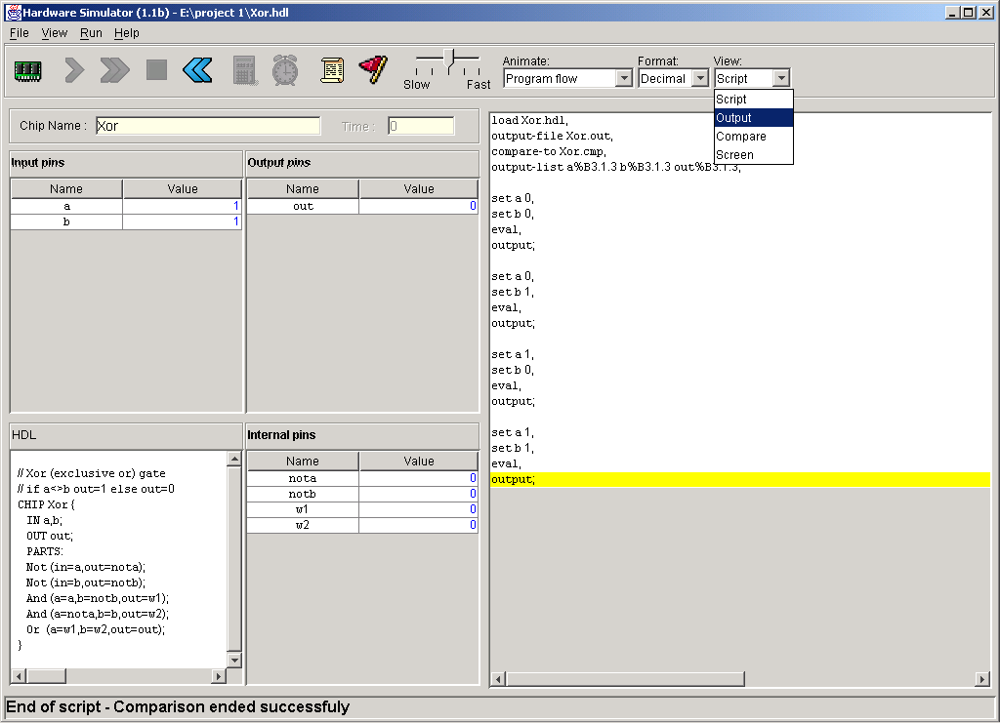 Hardware Simulator (1.1b) - E:\project 1\Xor.hdl
File View Run Help
Slow Fast
Animate:
Program flow
Format:
Decimal
View:
Script
Script
Output
Compare
Screen
Chip Name : Xor
Time : 0
Input pins
Name Value
a 1
b 1
Output pins
Name Value
out 0
HDL
// Xor (exclusive or) gate
// if a<>b out=1 else out=0
CHIP Xor {
IN a,b;
OUT out;
PARTS:
Not (in=a,out=nota);
Not (in=b,out=notb);
And (a=a,b=notb,out=w1);
And (a=nota,b=b,out=w2);
Or (a=w1,b=w2,out=out);
}
Internal pins
Name Value
nota 0
notb 0
w1 0
w2 0
load Xor.hdl,
output-file Xor.out,
compare-to Xor.cmp,
output-list a%B3.1.3 b%B3.1.3 out%B3.1.3;
set a 0,
set b 0,
eval,
output;
set a 0,
set b 1,
eval,
output;
set a 1,
set b 0,
eval,
output;
set a 1,
set b 1,
eval,
output;
End of script - Comparison ended successfuly